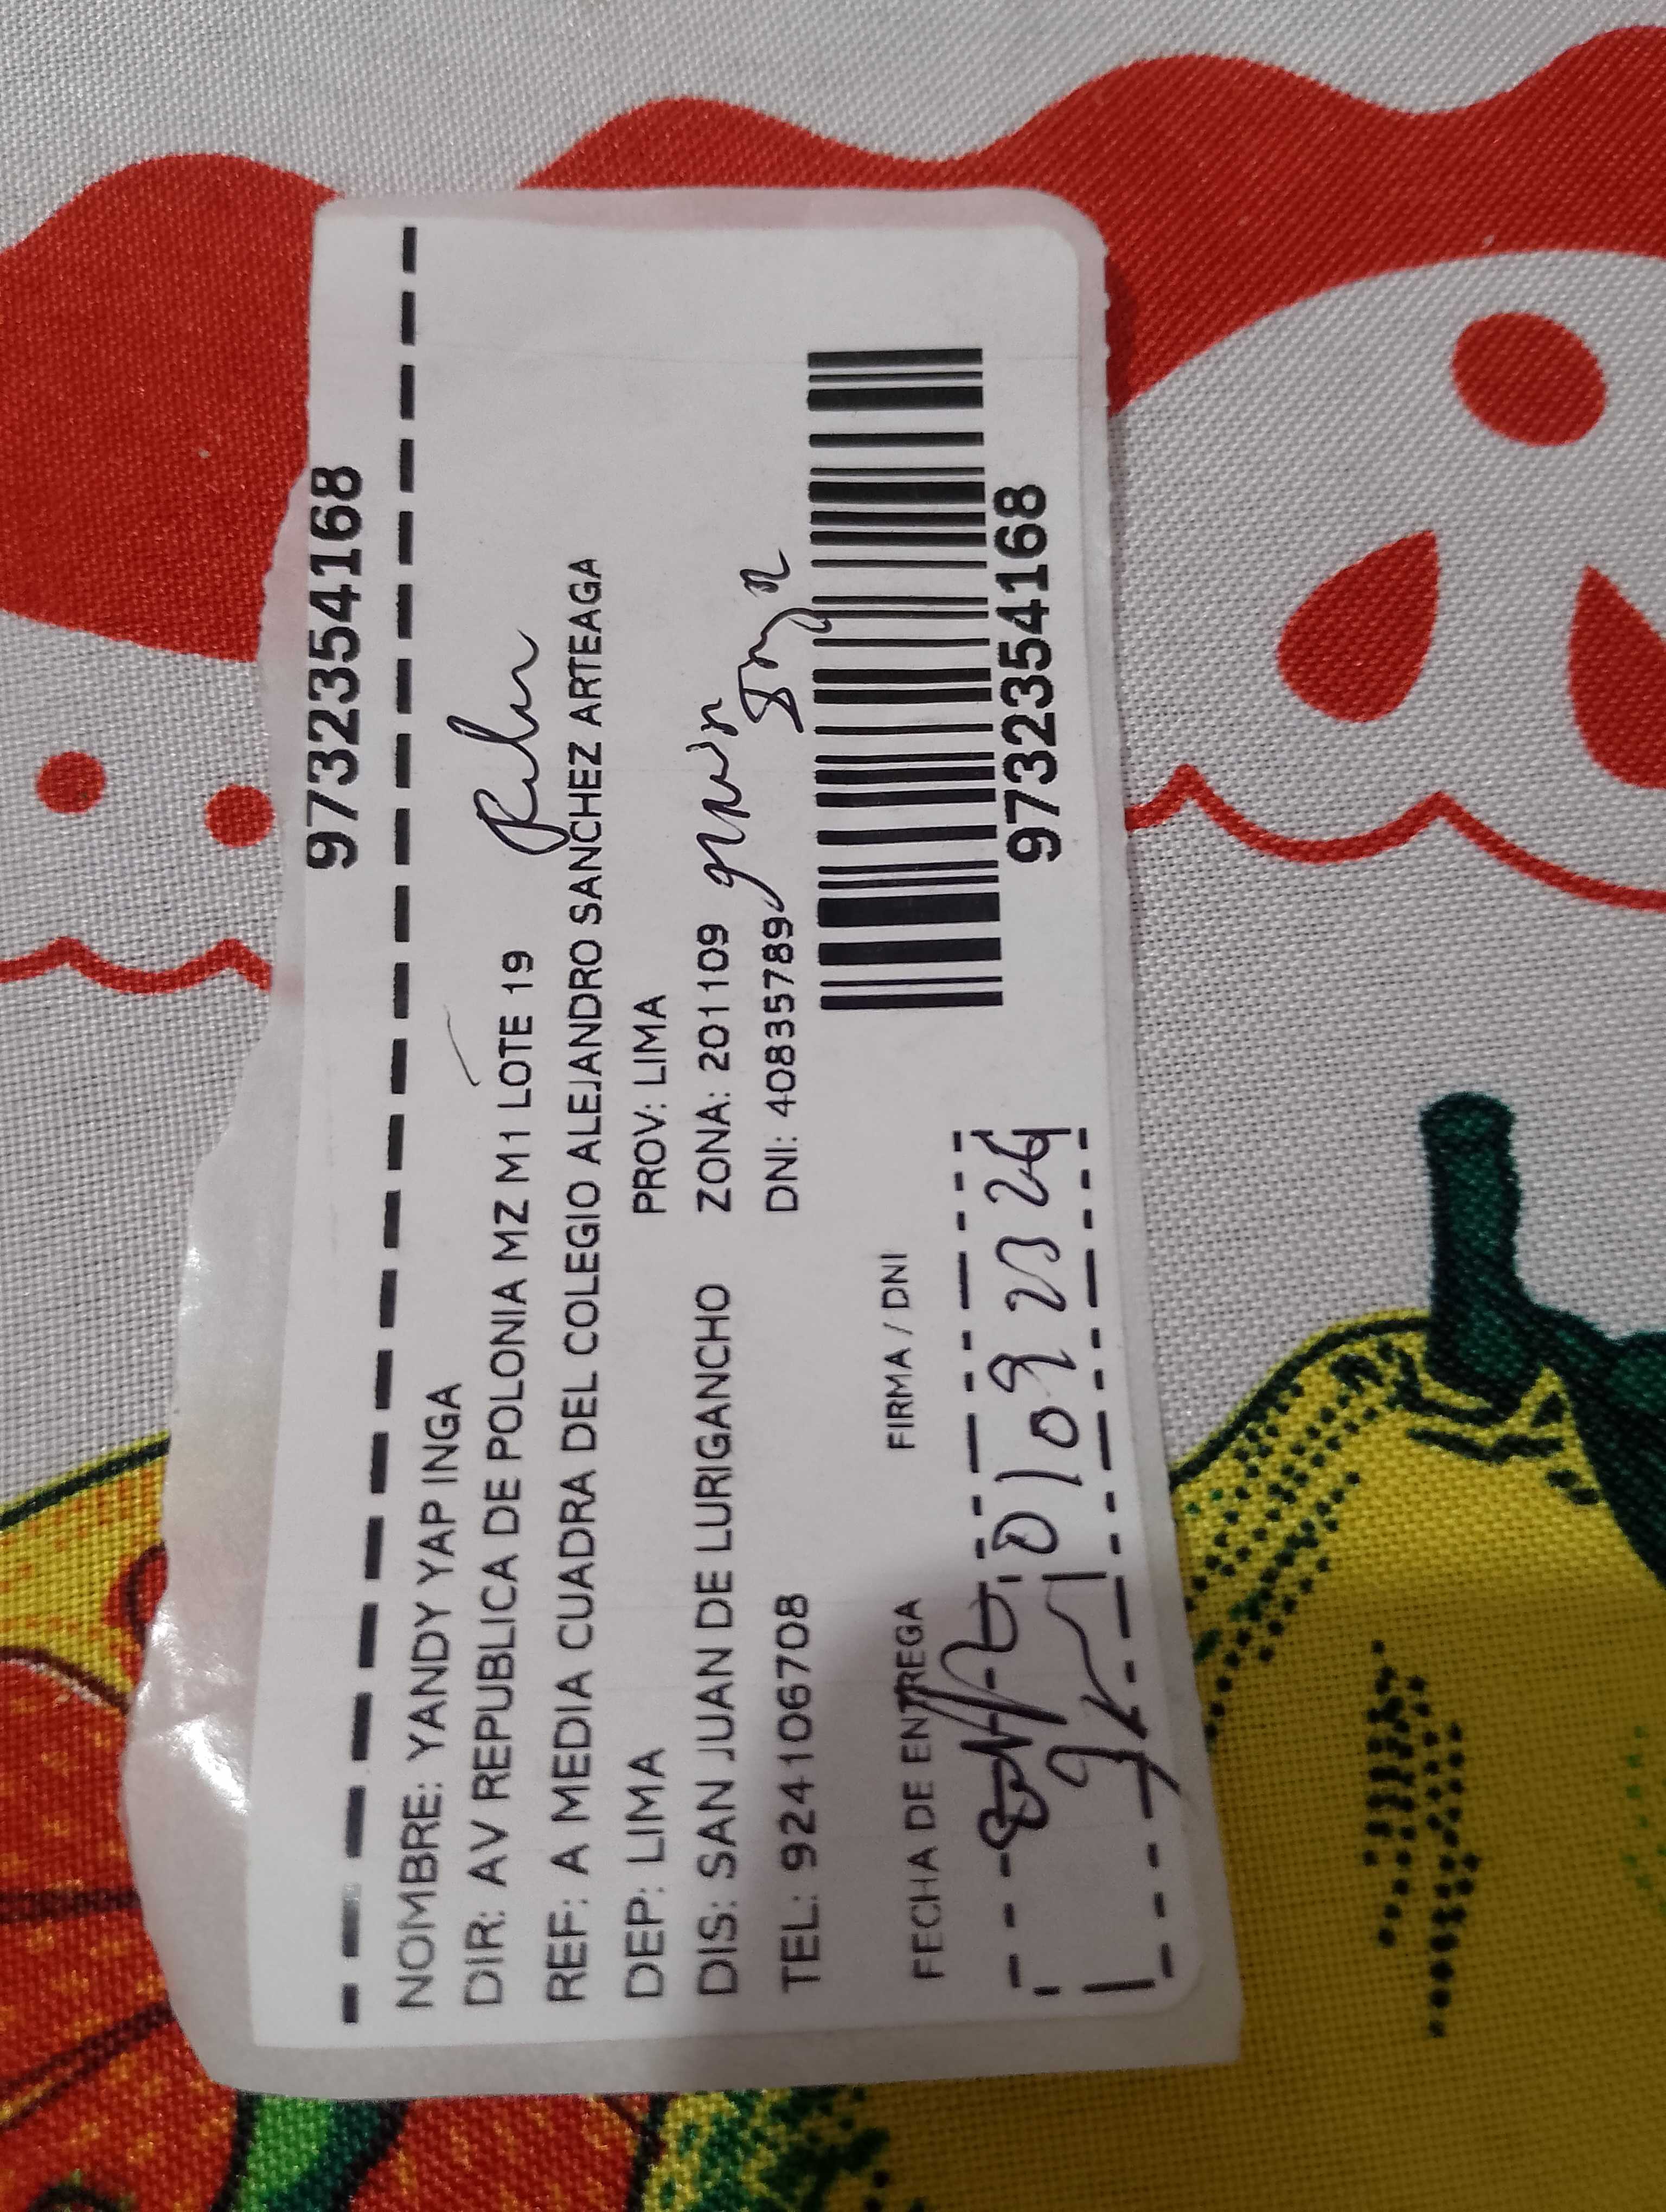 9732354168
NOMBRE: YANDY YAP INGA
DIR: AV REPUBLICA DE POLONIA MZ M1 LOTE 19
REF: A MEDIA CUADRA DEL COLEGIO ALEJANDRO SANCHEZ ARTEAGA
DEP: LIMA PROV: LIMA
DIS: SAN JUAN DE LURIGANCHO ZONA: 201109
TEL: 924106708 DNI: 40835789
FECHA DE ENTREGA FIRMA / DNI
9732354168